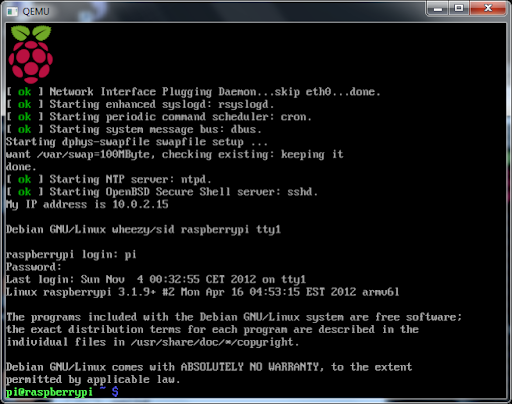 QEMU
[ ok ] Network Interface Plugging Daemon...skip eth0...done.
[ ok ] Starting enhanced syslogd: rsyslogd.
[ ok ] Starting periodic command scheduler: cron.
[ ok ] Starting system message bus: dbus.
Starting dphys-swapfile swapfile setup ...
want /var/swap=100MByte, checking existing: keeping it
done.
[ ok ] Starting NTP server: ntpd.
[ ok ] Starting OpenBSD Secure Shell server: sshd.
My IP address is 10.0.2.15
Debian GNU/Linux wheezy/sid raspberrypi tty1
raspberrypi login: pi
Password:
Last login: Sun Nov  4 00:32:55 CET 2012 on tty1
Linux raspberrypi 3.1.9+ #2 Mon Apr 16 04:53:15 EST 2012 armv6l
The programs included with the Debian GNU/Linux system are free software;
the exact distribution terms for each program are described in the
individual files in /usr/share/doc/*/copyright.
Debian GNU/Linux comes with ABSOLUTELY NO WARRANTY, to the extent
permitted by applicable law.
pi@raspberrypi ~ $